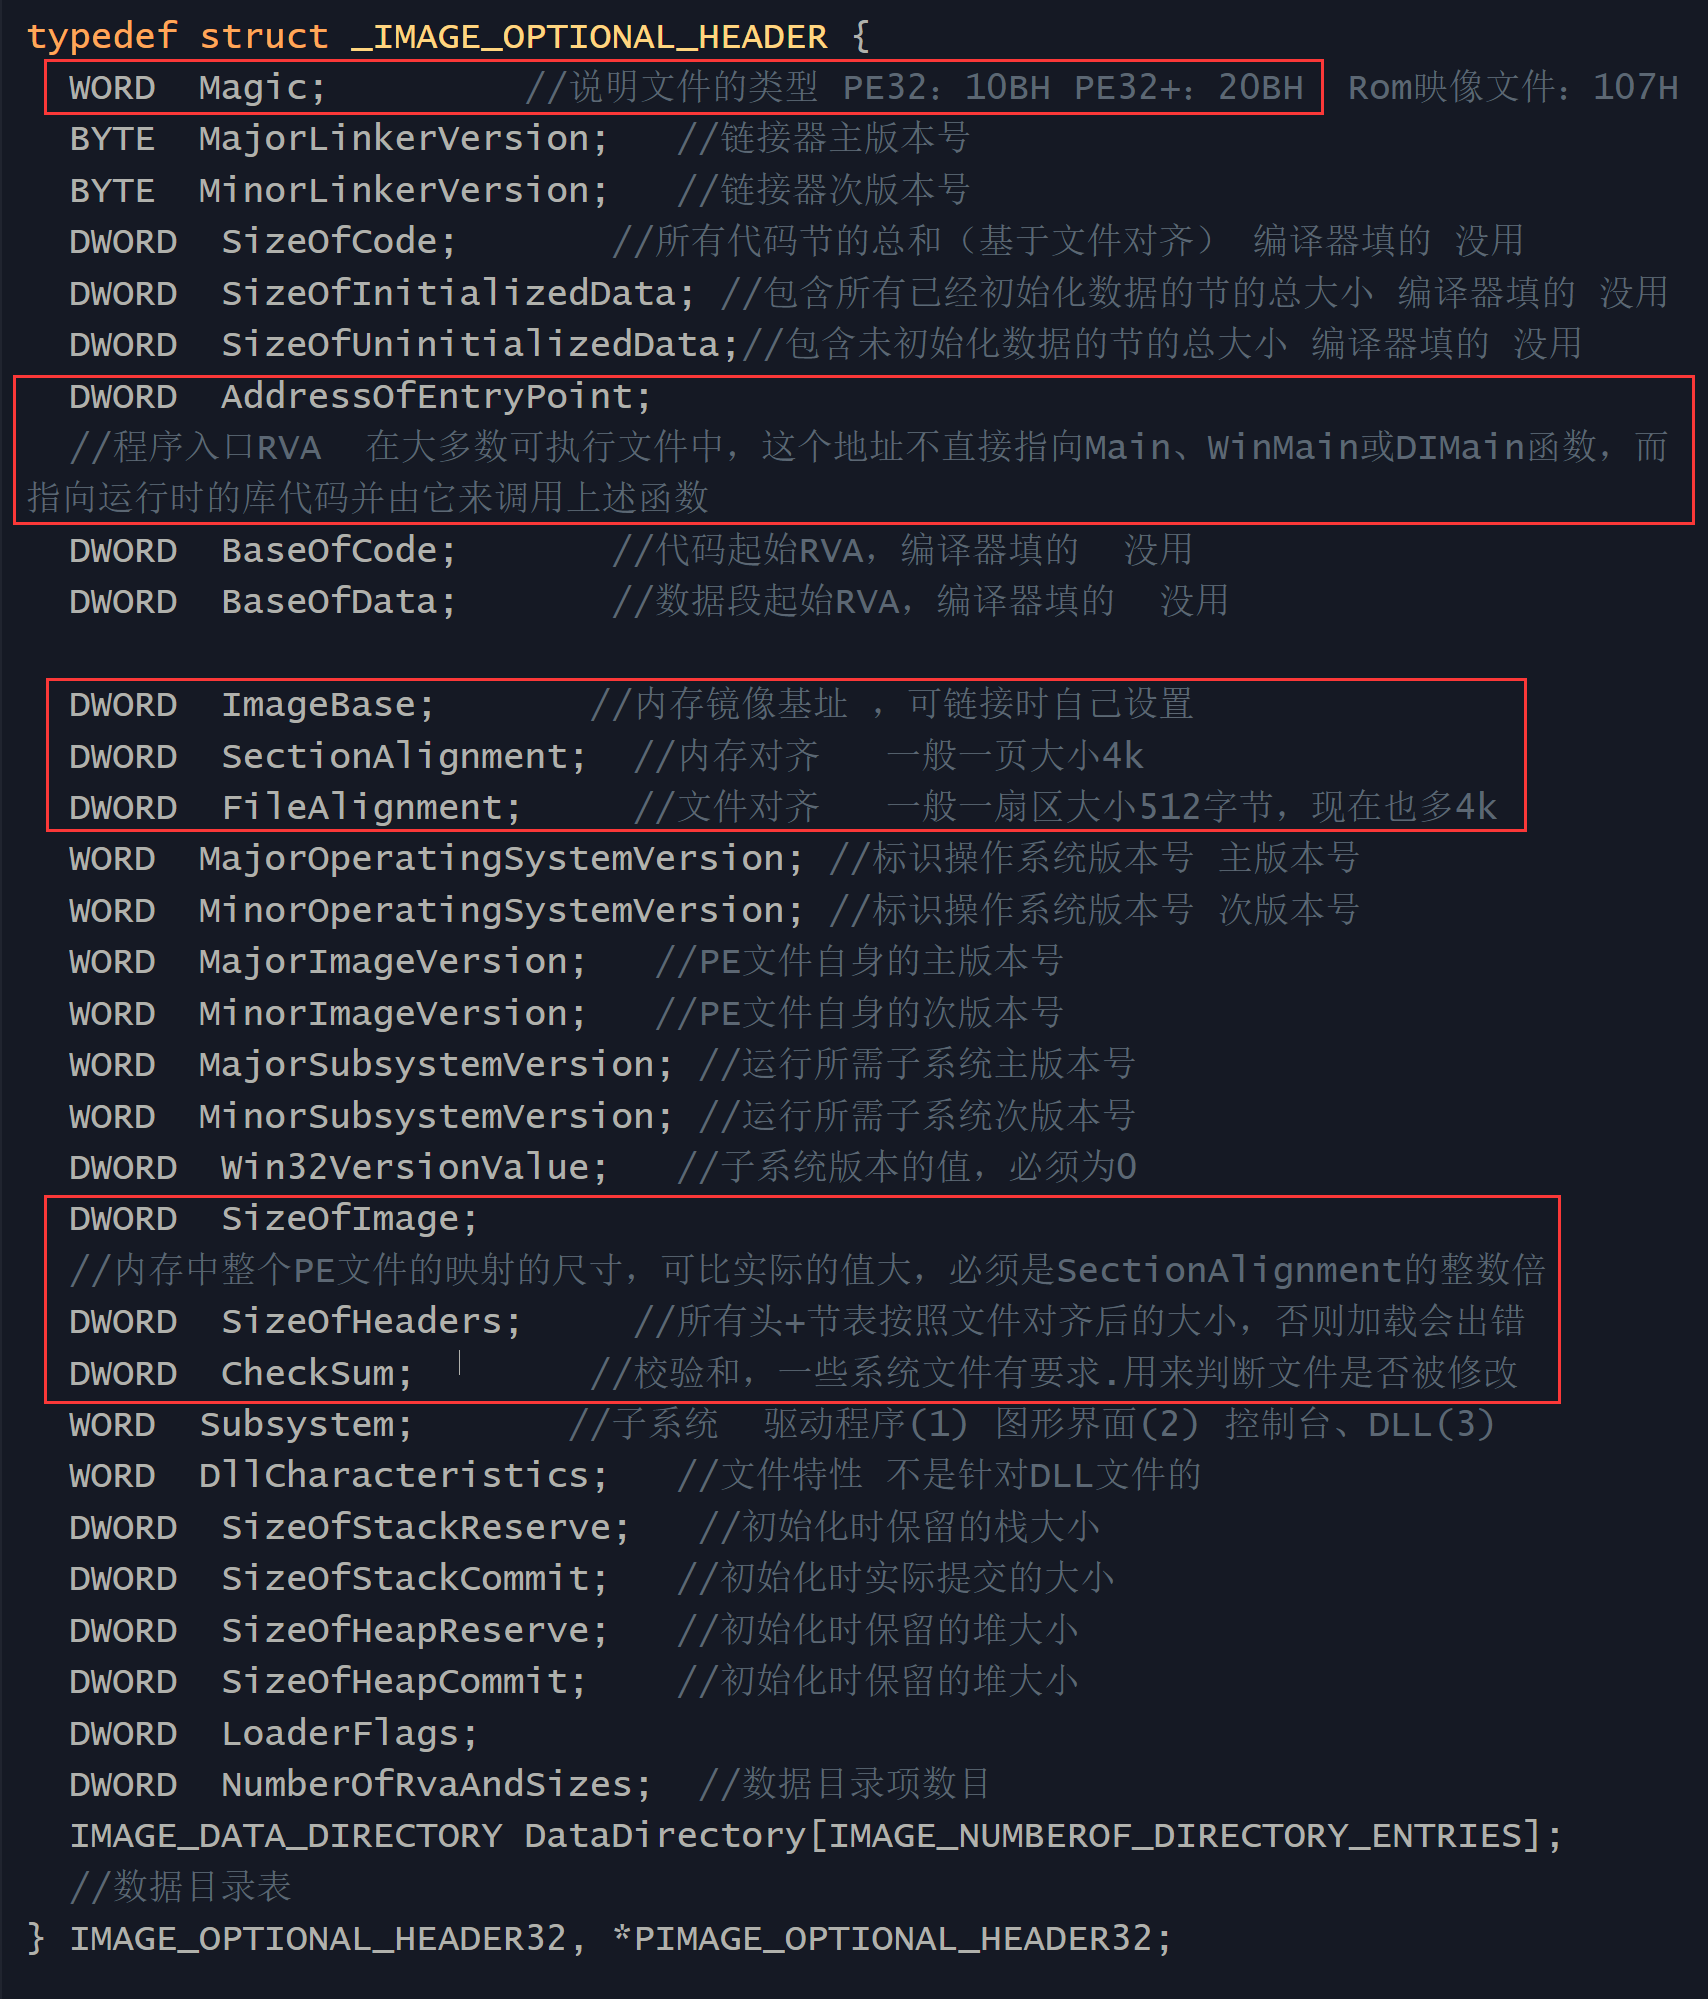 typedef struct _IMAGE_OPTIONAL_HEADER {
WORD Magic; //说明文件的类型 PE32：10BH PE32+：20BH Rom映像文件：107H
BYTE MajorLinkerVersion; //链接器主版本号
BYTE MinorLinkerVersion; //链接器次版本号
DWORD SizeOfCode; //所有代码节的总和（基于文件对齐） 编译器填的 没用
DWORD SizeOfInitializedData; //包含所有已经初始化数据的节的总大小 编译器填的 没用
DWORD SizeOfUninitializedData;//包含未初始化数据的节的总大小 编译器填的 没用
DWORD AddressOfEntryPoint;
//程序入口RVA 在大多数可执行文件中，这个地址不直接指向Main、WinMain或DIMain函数，而
指向运行时的库代码并由它来调用上述函数
DWORD BaseOfCode; //代码起始RVA，编译器填的 没用
DWORD BaseOfData; //数据段起始RVA，编译器填的 没用
DWORD ImageBase; //内存镜像基址 ，可链接时自己设置
DWORD SectionAlignment; //内存对齐 一般一页大小4k
DWORD FileAlignment; //文件对齐 一般一扇区大小512字节，现在也多4k
WORD MajorOperatingSystemVersion; //标识操作系统版本号 主版本号
WORD MinorOperatingSystemVersion; //标识操作系统版本号 次版本号
WORD MajorImageVersion; //PE文件自身的主版本号
WORD MinorImageVersion; //PE文件自身的次版本号
WORD MajorSubsystemVersion; //运行所需子系统主版本号
WORD MinorSubsystemVersion; //运行所需子系统次版本号
DWORD Win32VersionValue; //子系统版本的值，必须为0
DWORD SizeOfImage;
//内存中整个PE文件的映射的尺寸，可比实际的值大，必须是SectionAlignment的整数倍
DWORD SizeOfHeaders; //所有头+节表按照文件对齐后的大小，否则加载会出错
DWORD CheckSum; //校验和，一些系统文件有要求.用来判断文件是否被修改
WORD Subsystem; //子系统 驱动程序(1) 图形界面(2) 控制台、DLL(3)
WORD DllCharacteristics; //文件特性 不是针对DLL文件的
DWORD SizeOfStackReserve; //初始化时保留的栈大小
DWORD SizeOfStackCommit; //初始化时实际提交的大小
DWORD SizeOfHeapReserve; //初始化时保留的堆大小
DWORD SizeOfHeapCommit; //初始化时保留的堆大小
DWORD LoaderFlags;
DWORD NumberOfRvaAndSizes; //数据目录项数目
IMAGE_DATA_DIRECTORY DataDirectory[IMAGE_NUMBEROF_DIRECTORY_ENTRIES];
//数据目录表
} IMAGE_OPTIONAL_HEADER32, *PIMAGE_OPTIONAL_HEADER32;